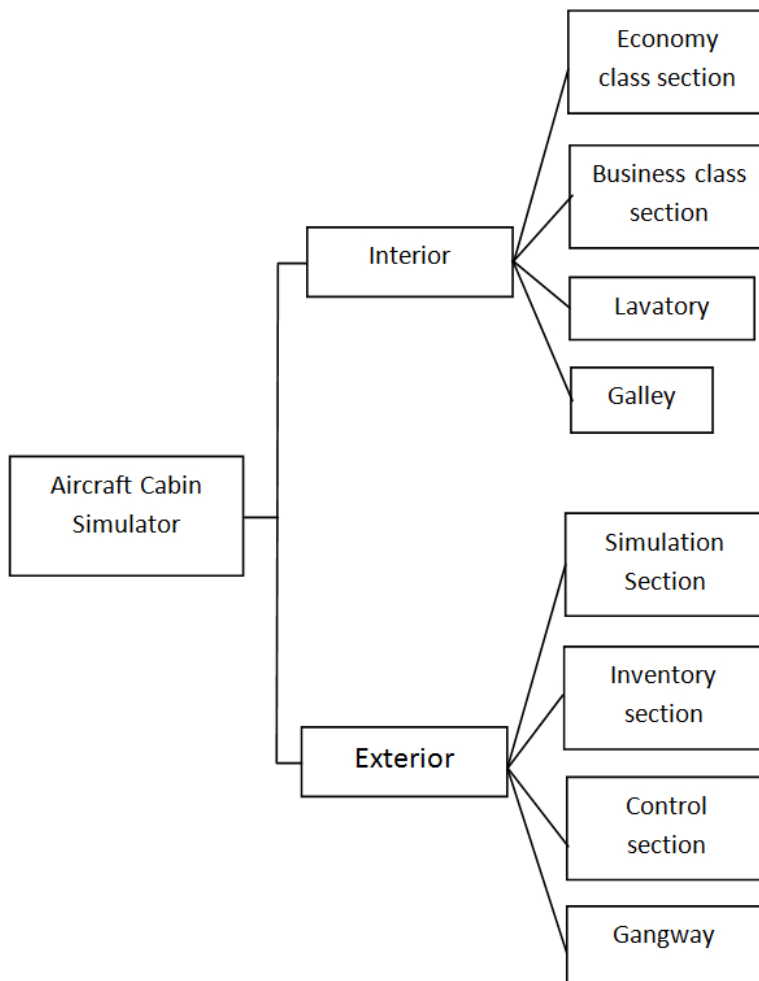 Economy
class section
Business class
section
Interior
Lavatory
Galley
Aircraft Cabin
Simulator
Simulation
Section
Inventory
section
Exterior
Control
section
Gangway